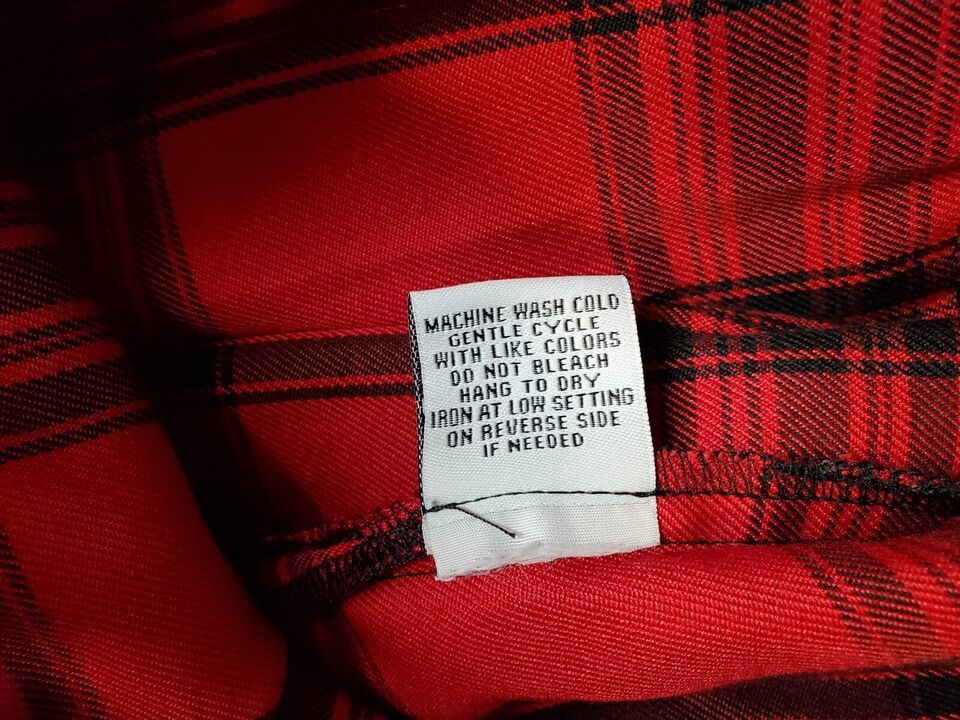 MACHINE WASH COLD
GENTLE CYCLE
WITH LIKE COLORS
DO NOT BLEACH
HANG TO DRY
IRON AT LOW SETTING
ON REVERSE SIDE
IF NEEDED